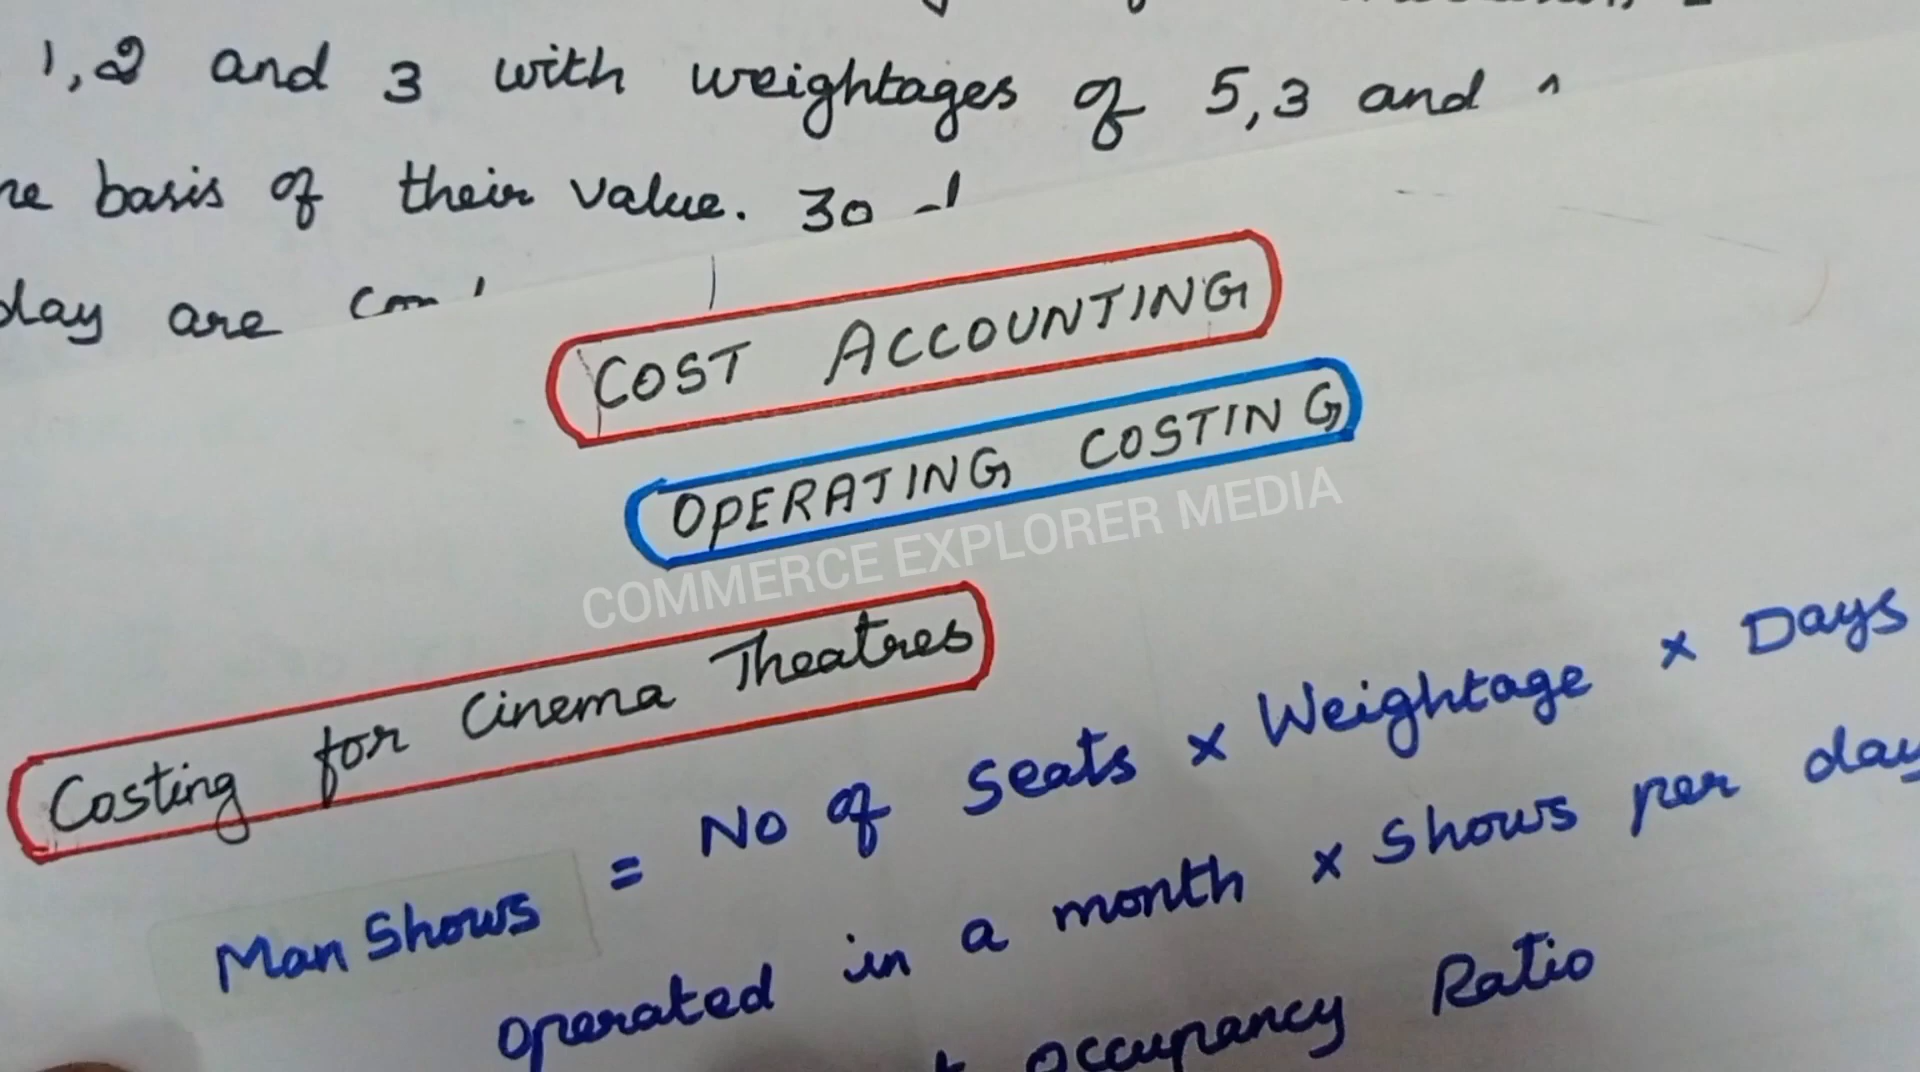 1,2 and 3 with weightages of 5,3 and
basis of their value. 30
day are
COST ACCOUNTING
OPERATING COSTING
COMMERCE EXPLORER MEDIA
Costing for Cinema Theatres
Man Shows = No of Seats x Weightage x Days
operated in a month x Shows per day
occupancy Ratio